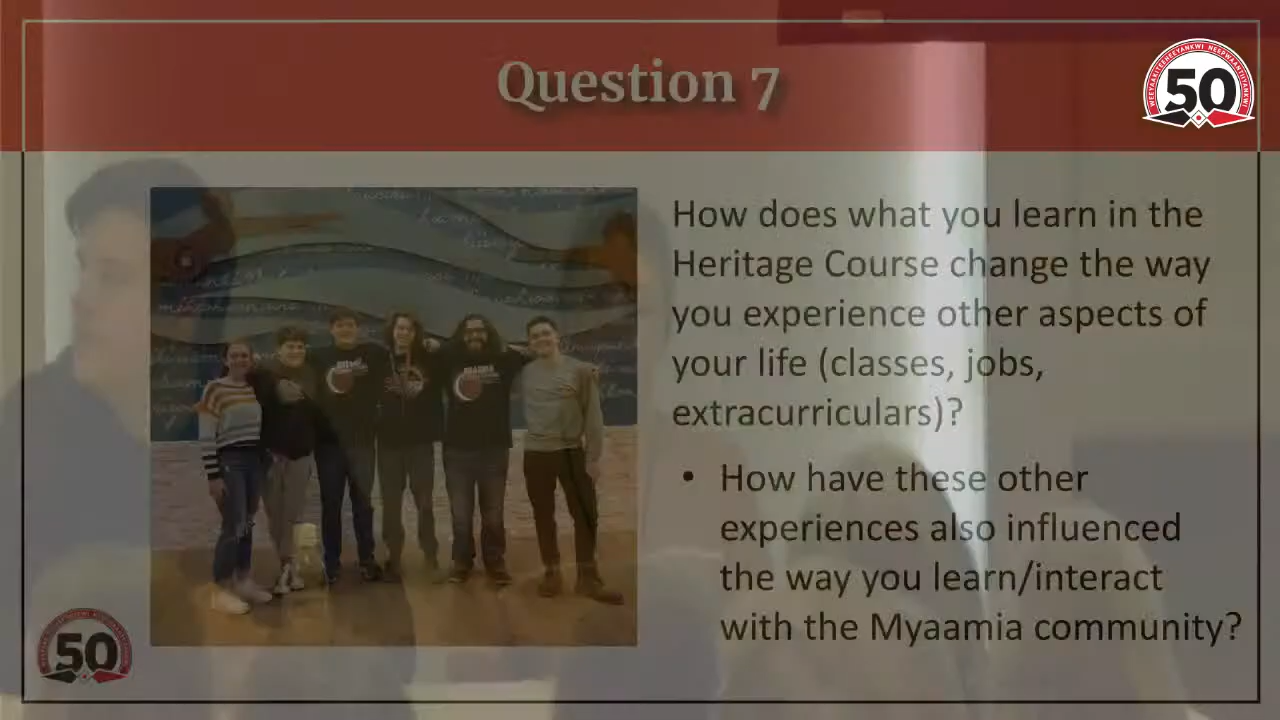 Question 7
50
How does what you learn in the
Heritage Course change the way
you experience other aspects of
your life (classes, jobs,
extracurriculars)?
• How have these other
experiences also influenced
the way you learn/interact
with the Myaamia community?
50